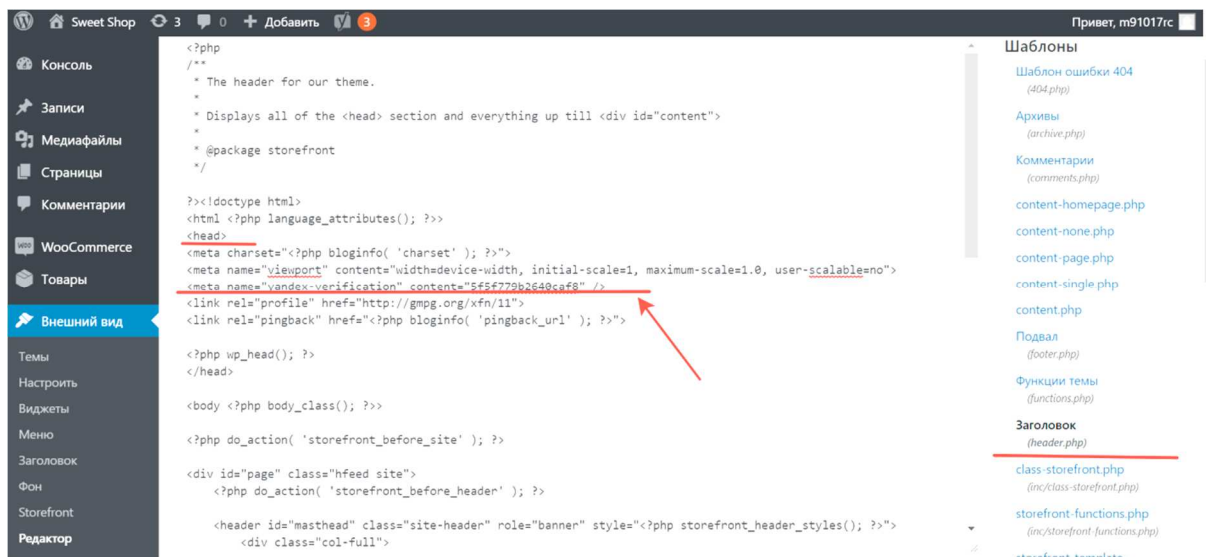 Sweet Shop 3 0 Добавить 3 Привет, m91017rc
Консоль
Записи
Медиафайлы
Страницы
Комментарии
WooCommerce
Товары
Внешний вид
Темы
Настроить
Виджеты
Меню
Заголовок
Фон
Storefront
Редактор
<?php
/**
 * The header for our theme.
 *
 * Displays all of the <head> section and everything up till <div id="content">
 *
 * @package storefront
 */
?><!doctype html>
<html <?php language_attributes(); ?>>
<head>
<meta charset="<?php bloginfo( 'charset' ); ?>">
<meta name="viewport" content="width=device-width, initial-scale=1, maximum-scale=1.0, user-scalable=no">
<meta name="yandex-verification" content="5f5f779b2640caf8" />
<link rel="profile" href="http://gmpg.org/xfn/11">
<link rel="pingback" href="<?php bloginfo( 'pingback_url' ); ?>">
<?php wp_head(); ?>
</head>
<body <?php body_class(); ?>>
<?php do_action( 'storefront_before_site' ); ?>
<div id="page" class="hfeed site">
<?php do_action( 'storefront_before_header' ); ?>
<header id="masthead" class="site-header" role="banner" style="<?php storefront_header_styles(); ?>">
<div class="col-full">
Шаблоны
Шаблон ошибки 404
(404.php)
Архивы
(archive.php)
Комментарии
(comments.php)
content-homepage.php
content-none.php
content-page.php
content-single.php
content.php
Подвал
(footer.php)
Функции темы
(functions.php)
Заголовок
(header.php)
class-storefront.php
(inc/class-storefront.php)
storefront-functions.php
(inc/storefront-functions.php)
storefront-template-